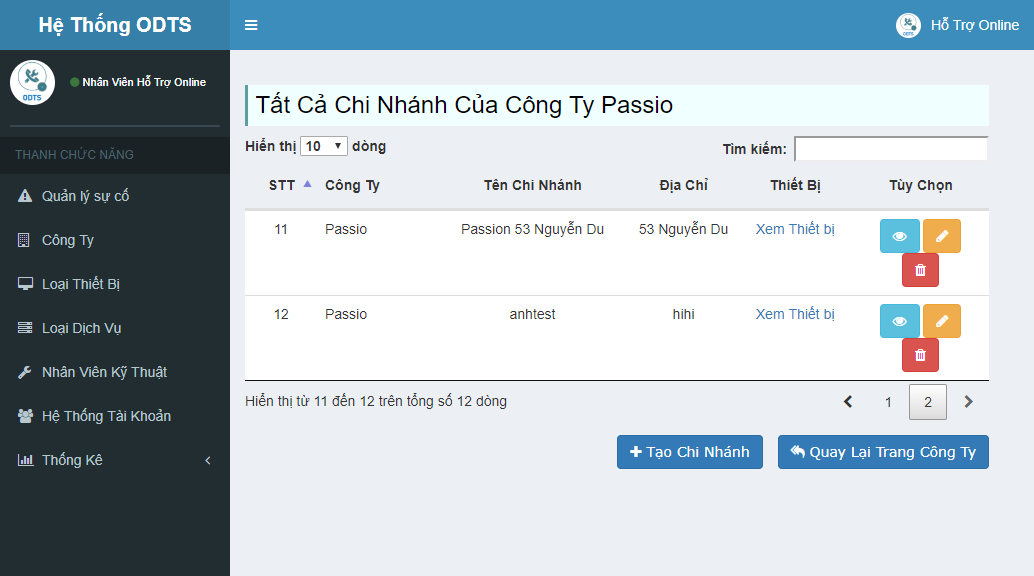 Hệ Thống ODTS
Hỗ Trợ Online
ODTS
Nhân Viên Hỗ Trợ Online
THANH CHỨC NĂNG
Quản lý sự cố
Công Ty
Loại Thiết Bị
Loại Dịch Vụ
Nhân Viên Kỹ Thuật
Hệ Thống Tài Khoản
Thống Kê
Tất Cả Chi Nhánh Của Công Ty Passio
Hiển thị 10 dòng
Tìm kiếm:
STT Công Ty Tên Chi Nhánh Địa Chỉ Thiết Bị Tùy Chọn
11 Passio Passion 53 Nguyễn Du 53 Nguyễn Du Xem Thiết bị
12 Passio anhtest hihi Xem Thiết bị
Hiển thị từ 11 đến 12 trên tổng số 12 dòng
1 2
Tạo Chi Nhánh Quay Lại Trang Công Ty